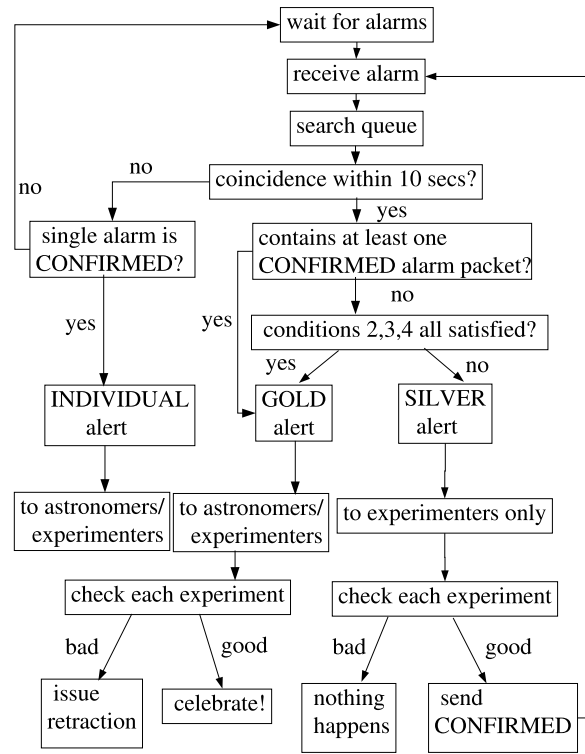 wait for alarms
receive alarm
search queue
no
coincidence within 10 secs?
no
yes
single alarm is
CONFIRMED?
contains at least one
CONFIRMED alarm packet?
no
yes
yes
conditions 2,3,4 all satisfied?
yes
no
INDIVIDUAL
alert
GOLD
alert
SILVER
alert
to astronomers/
experimenters
to astronomers/
experimenters
to experimenters only
check each experiment
check each experiment
bad
good
bad
good
issue
retraction
celebrate!
nothing
happens
send
CONFIRMED